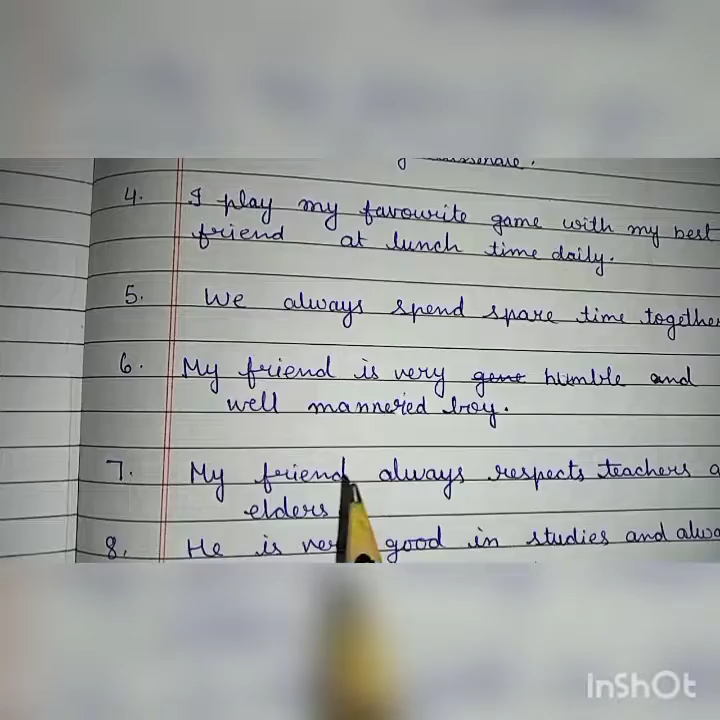 4. I play my favourite game with my best
friend at lunch time daily.
5. We always spend spare time together
6. My friend is very humble and
well mannered boy.
7. My friend always respects teachers a
elders
8. He is very good in studies and alwa
InShOt